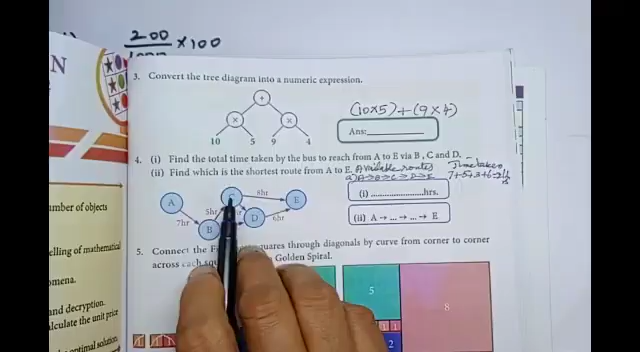 200 × 100
N
3. Convert the tree diagram into a numeric expression.
+
× ×
10 5 9 4
(10×5)+(9×4)
Ans:
4. (i) Find the total time taken by the bus to reach from A to E via B, C and D.
(ii) Find which is the shortest route from A to E.
Available routes
Time taken
a) A→B→C→D→E
7+5+3+6=21h
A B C D E
7hr 5hr 8hr 6hr
(i) ........................hrs.
(ii) A → ... → ... → E
5. Connect the squares through diagonals by curve from corner to corner
across each Golden Spiral.
5 8
1 1
2
umber of objects
elling of mathematical
omena.
and decryption.
lculate the unit price
optimal solution.